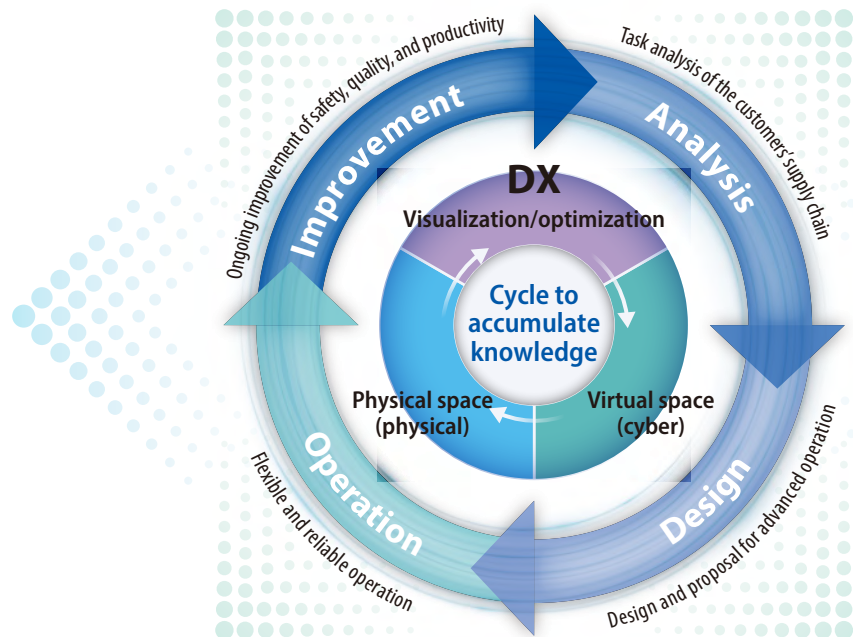 Ongoing improvement of safety, quality, and productivity
Improvement
Task analysis of the customers' supply chain
Analysis
DX
Visualization/optimization
Cycle to
accumulate
knowledge
Physical space
(physical)
Virtual space
(cyber)
Operation
Flexible and reliable operation
Design
Design and proposal for advanced operation